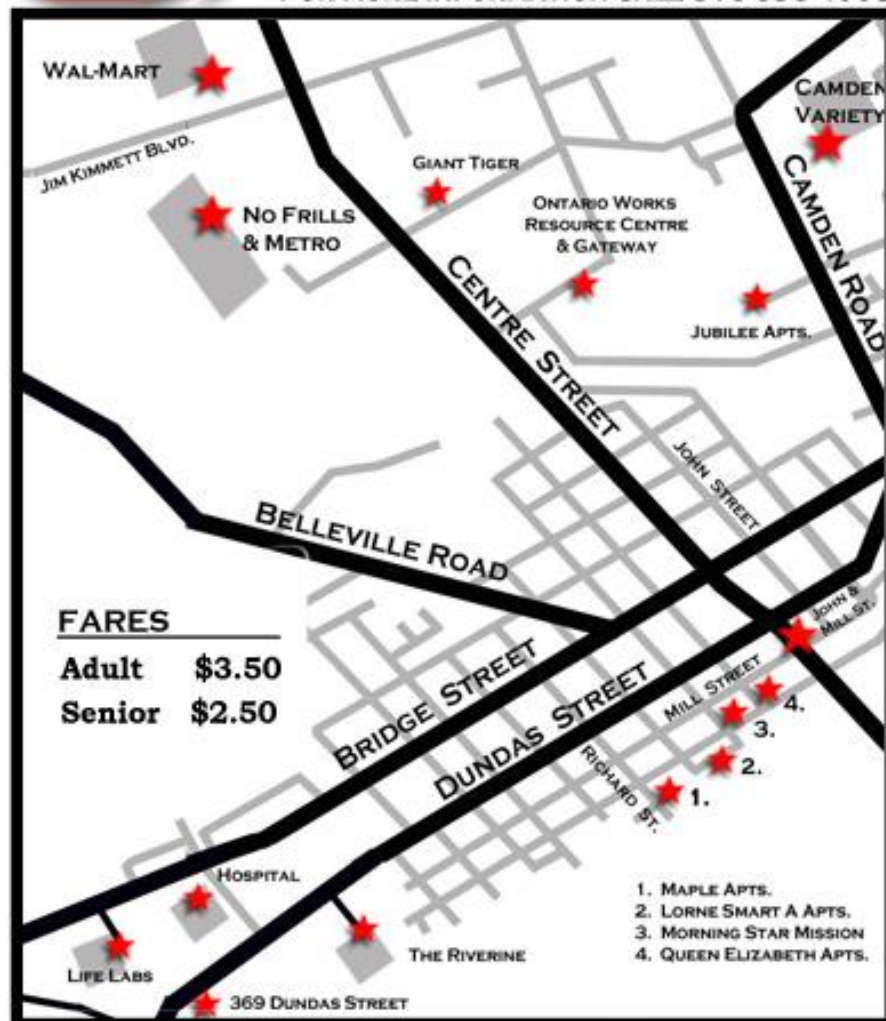 WAL-MART
JIM KIMMETT BLVD.
NO FRILLS
& METRO
GIANT TIGER
ONTARIO WORKS
RESOURCE CENTRE
& GATEWAY
CAMDEN
VARIETY
CAMDEN ROAD
JUBILEE APTS.
CENTRE STREET
JOHN STREET
BELLEVILLE ROAD
JOHN &
MILL ST.
FARES
Adult $3.50
Senior $2.50
BRIDGE STREET
DUNDAS STREET
MILL STREET
RICHARD ST.
4.
3.
2.
1.
HOSPITAL
LIFE LABS
THE RIVERINE
369 DUNDAS STREET
1. MAPLE APTS.
2. LORNE SMART A APTS.
3. MORNING STAR MISSION
4. QUEEN ELIZABETH APTS.